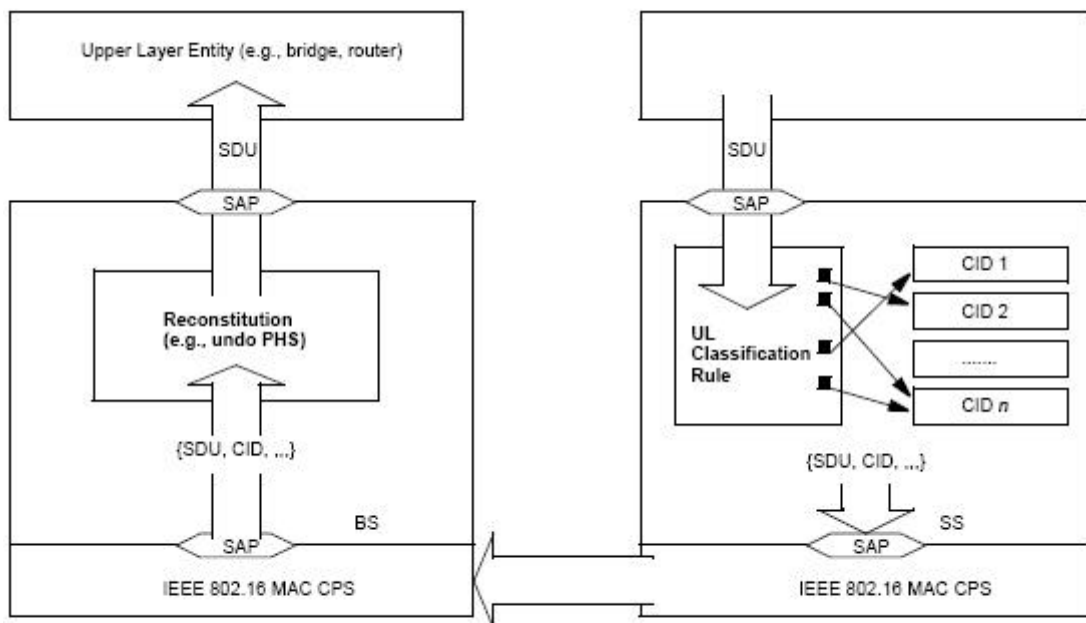 Upper Layer Entity (e.g., bridge, router)
SDU
SAP
Reconstitution
(e.g., undo PHS)
{SDU, CID, ,,,}
BS
SAP
IEEE 802.16 MAC CPS
SDU
SAP
UL
Classification
Rule
CID 1
CID 2
.......
CID n
{SDU, CID, ,,,}
SS
SAP
IEEE 802.16 MAC CPS